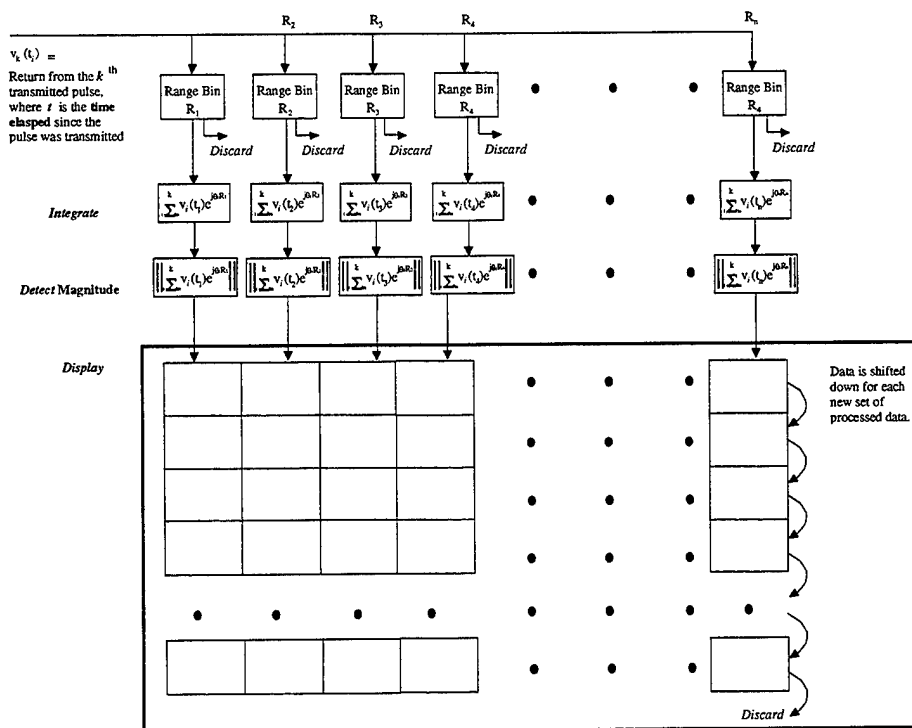 R₂ R₃ R₄ Rₙ
vₖ(tᵢ) =
Return from the k th
transmitted pulse,
where t is the time
elasped since the
pulse was transmitted
Range Bin R₁
Range Bin R₂
Range Bin R₃
Range Bin R₄
Range Bin R₄
Discard
Discard
Discard
Discard
Discard
Integrate
Detect Magnitude
Display
Data is shifted
down for each
new set of
processed data.
Discard